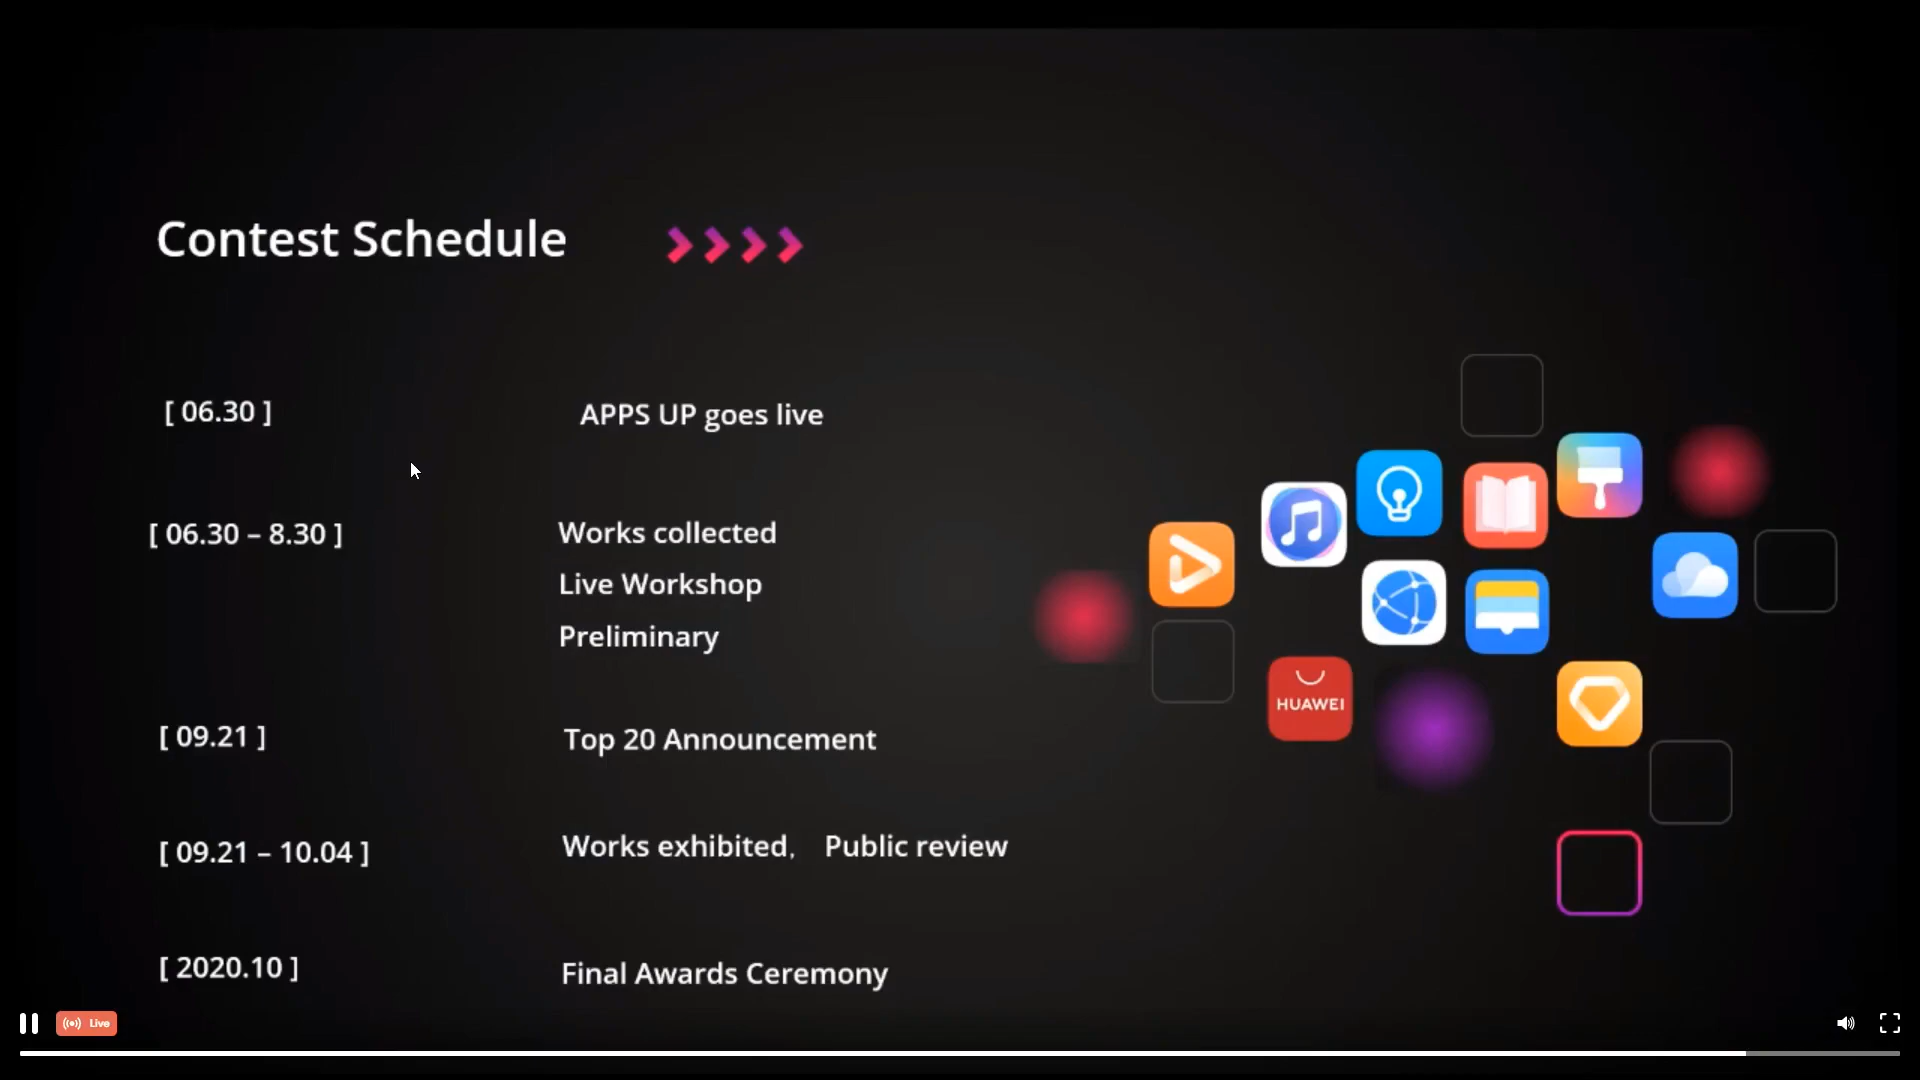 Contest Schedule
[ 06.30 ] APPS UP goes live
[ 06.30 – 8.30 ] Works collected
Live Workshop
Preliminary
[ 09.21 ] Top 20 Announcement
[ 09.21 – 10.04 ] Works exhibited, Public review
[ 2020.10 ] Final Awards Ceremony
HUAWEI
Live